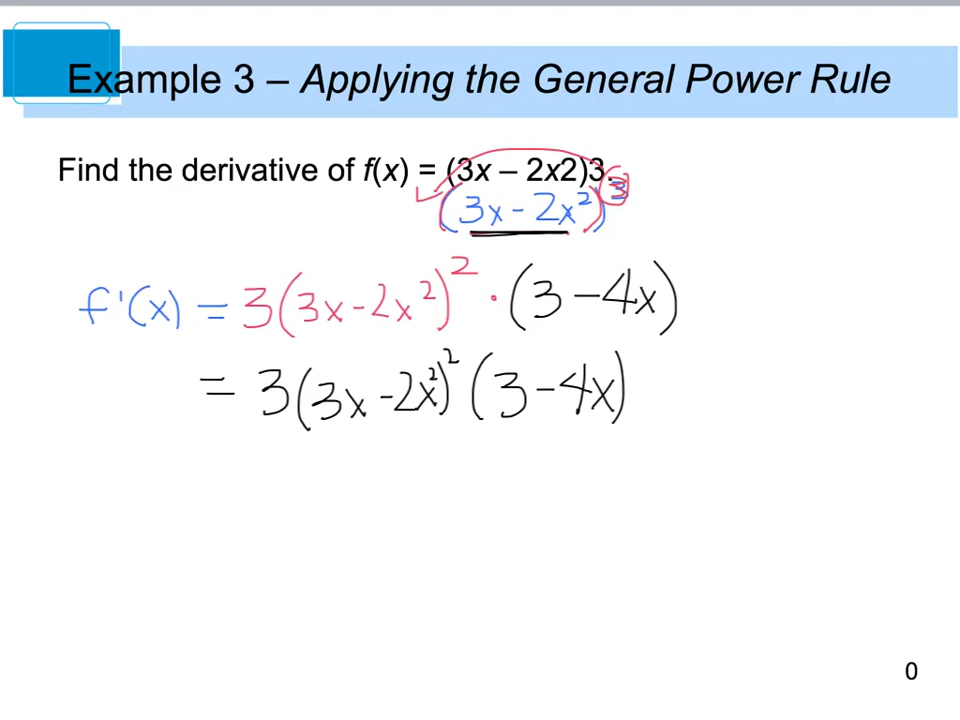 Example 3 – Applying the General Power Rule
Find the derivative of f(x) = (3x – 2x2)3.
(3x - 2x²)³
f'(x) = 3(3x - 2x²)² · (3 - 4x)
= 3(3x - 2x²)² (3 - 4x)
0